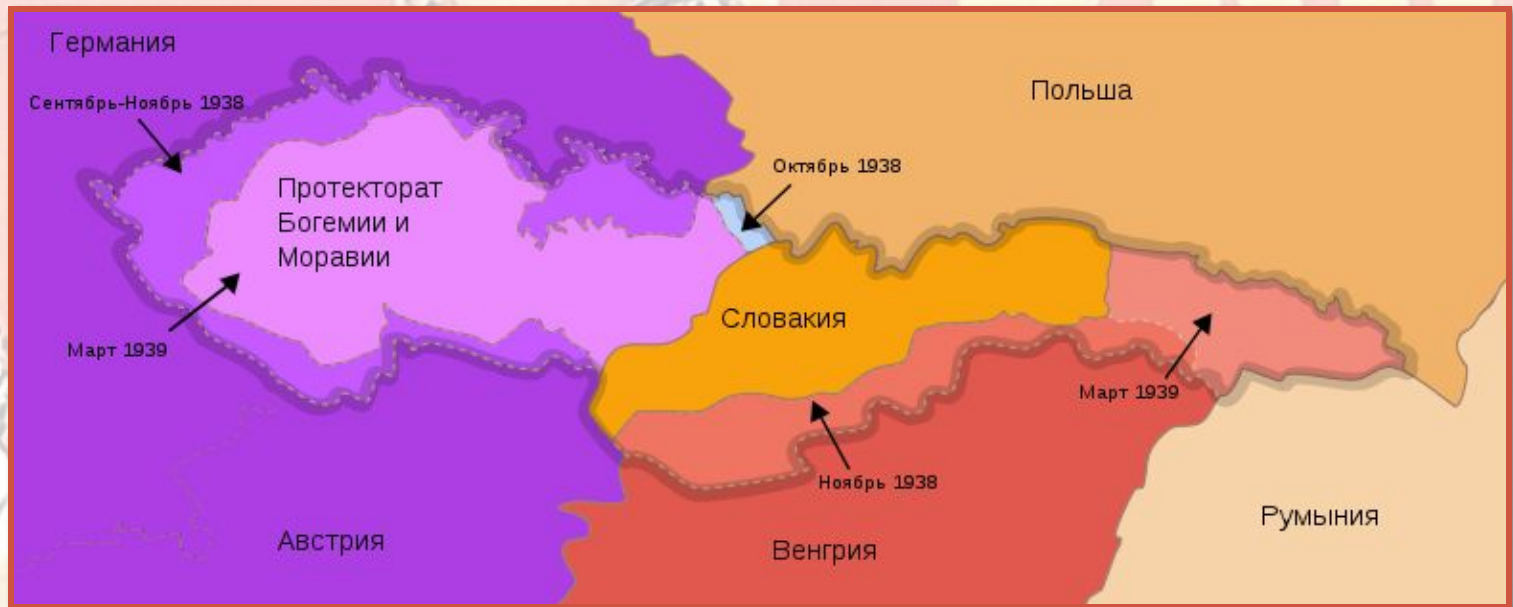 Германия
Сентябрь-Ноябрь 1938
Польша
Октябрь 1938
Протекторат
Богемии и
Моравии
Словакия
Март 1939
Март 1939
Ноябрь 1938
Румыния
Австрия
Венгрия